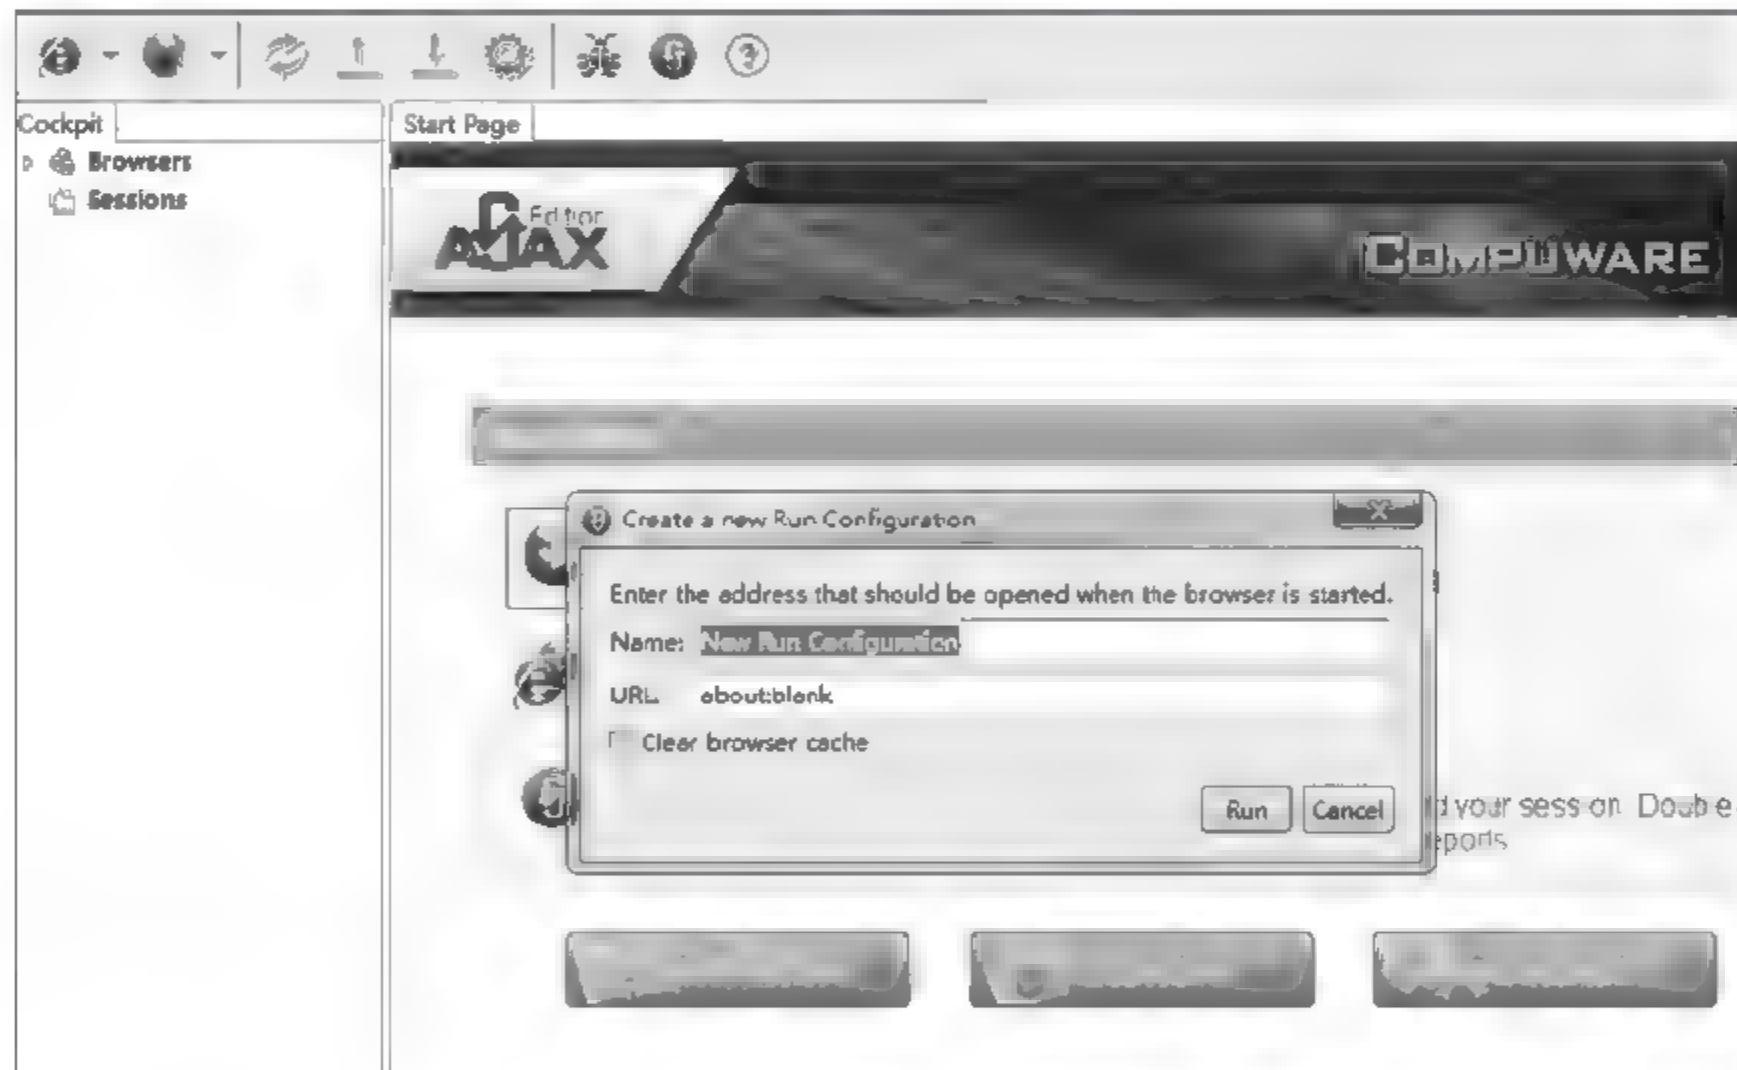 Cockpit
Start Page
Browsers
Sessions
Edition
AJAX
COMPUWARE
Create a new Run Configuration
Enter the address that should be opened when the browser is started.
Name: New Run Configuration
URL: about:blank
Clear browser cache
Run Cancel
your session. Double
reports